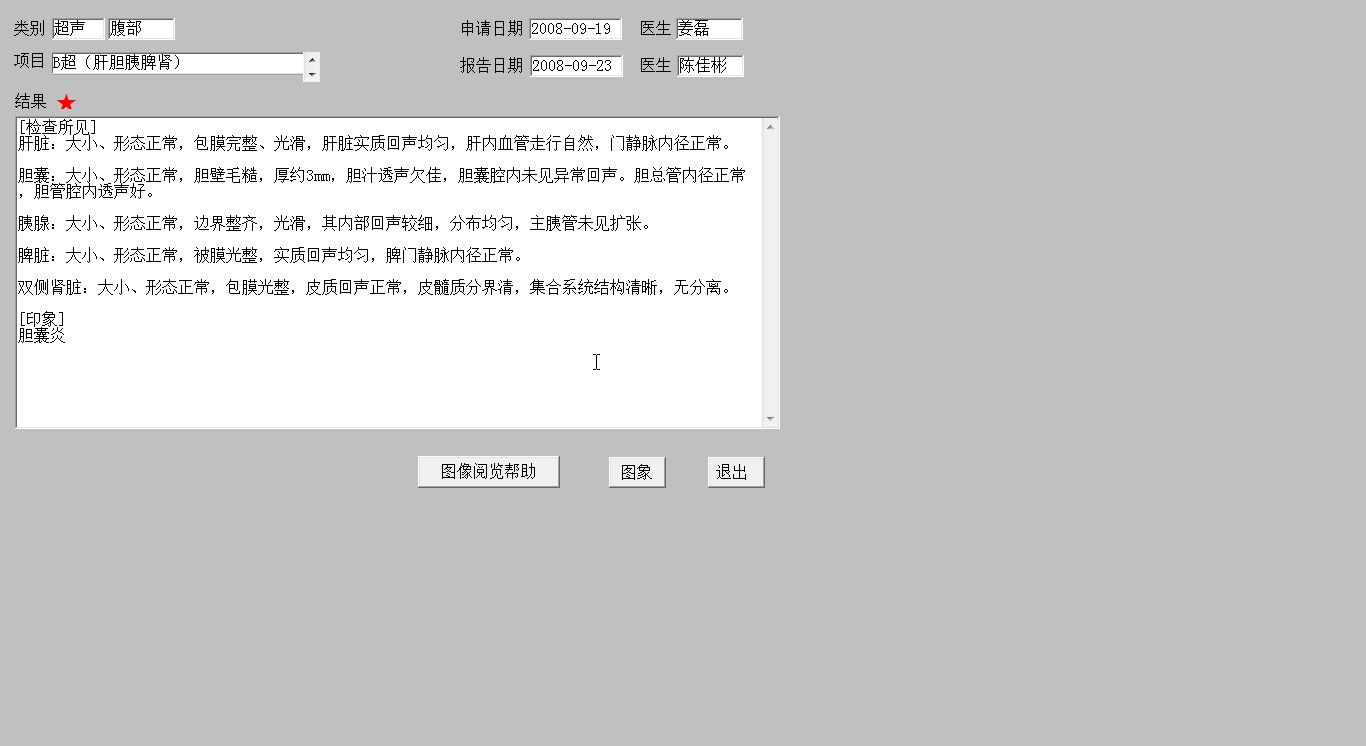 类别 超声 腹部 申请日期 2008-09-19 医生 姜磊
项目 B超（肝胆胰脾肾） 报告日期 2008-09-23 医生 陈佳彬
结果 ★
[检查所见]
肝脏：大小、形态正常，包膜完整、光滑，肝脏实质回声均匀，肝内血管走行自然，门静脉内径正常。
胆囊：大小、形态正常，胆壁毛糙，厚约3mm，胆汁透声欠佳，胆囊腔内未见异常回声。胆总管内径正常
，胆管腔内透声好。
胰腺：大小、形态正常，边界整齐，光滑，其内部回声较细，分布均匀，主胰管未见扩张。
脾脏：大小、形态正常，被膜光整，实质回声均匀，脾门静脉内径正常。
双侧肾脏：大小、形态正常，包膜光整，皮质回声正常，皮髓质分界清，集合系统结构清晰，无分离。
[印象]
胆囊炎
图像阅览帮助 图象 退出